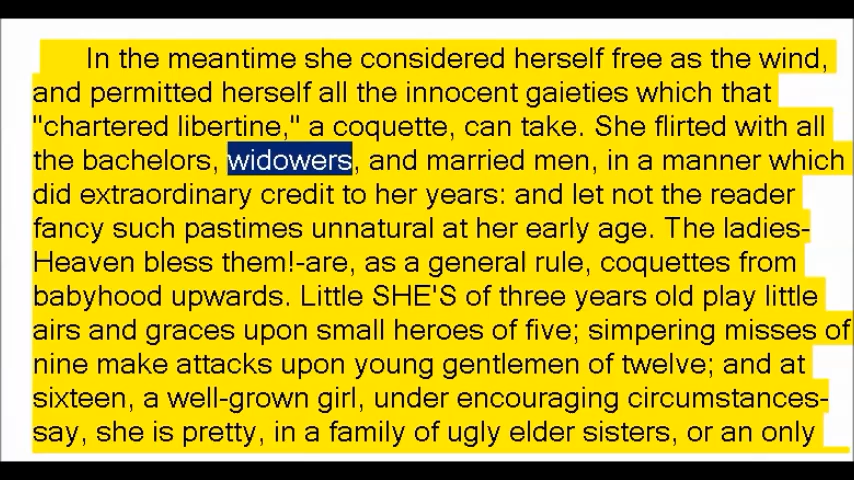 In the meantime she considered herself free as the wind,
and permitted herself all the innocent gaieties which that
"chartered libertine," a coquette, can take. She flirted with all
the bachelors, widowers, and married men, in a manner which
did extraordinary credit to her years: and let not the reader
fancy such pastimes unnatural at her early age. The ladies-
Heaven bless them!-are, as a general rule, coquettes from
babyhood upwards. Little SHE'S of three years old play little
airs and graces upon small heroes of five; simpering misses of
nine make attacks upon young gentlemen of twelve; and at
sixteen, a well-grown girl, under encouraging circumstances-
say, she is pretty, in a family of ugly elder sisters, or an only